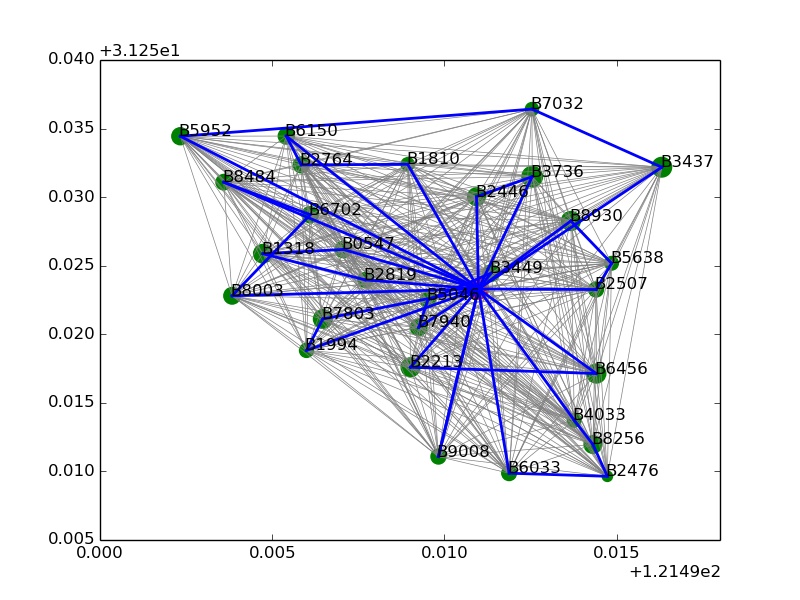 +3.125e1
0.040
0.035
0.030
0.025
0.020
0.015
0.010
0.005
B7032
B5952
B6150
B2764
B1810
B3437
B8484
B3736
B2446
B6702
B8930
B1318
B0547
B5638
B3449
B2819
B2507
B8003
B5046
B7803
B7940
B1994
B2213
B6456
B4033
B8256
B9008
B6033
B2476
0.000
0.005
0.010
0.015
+1.2149e2